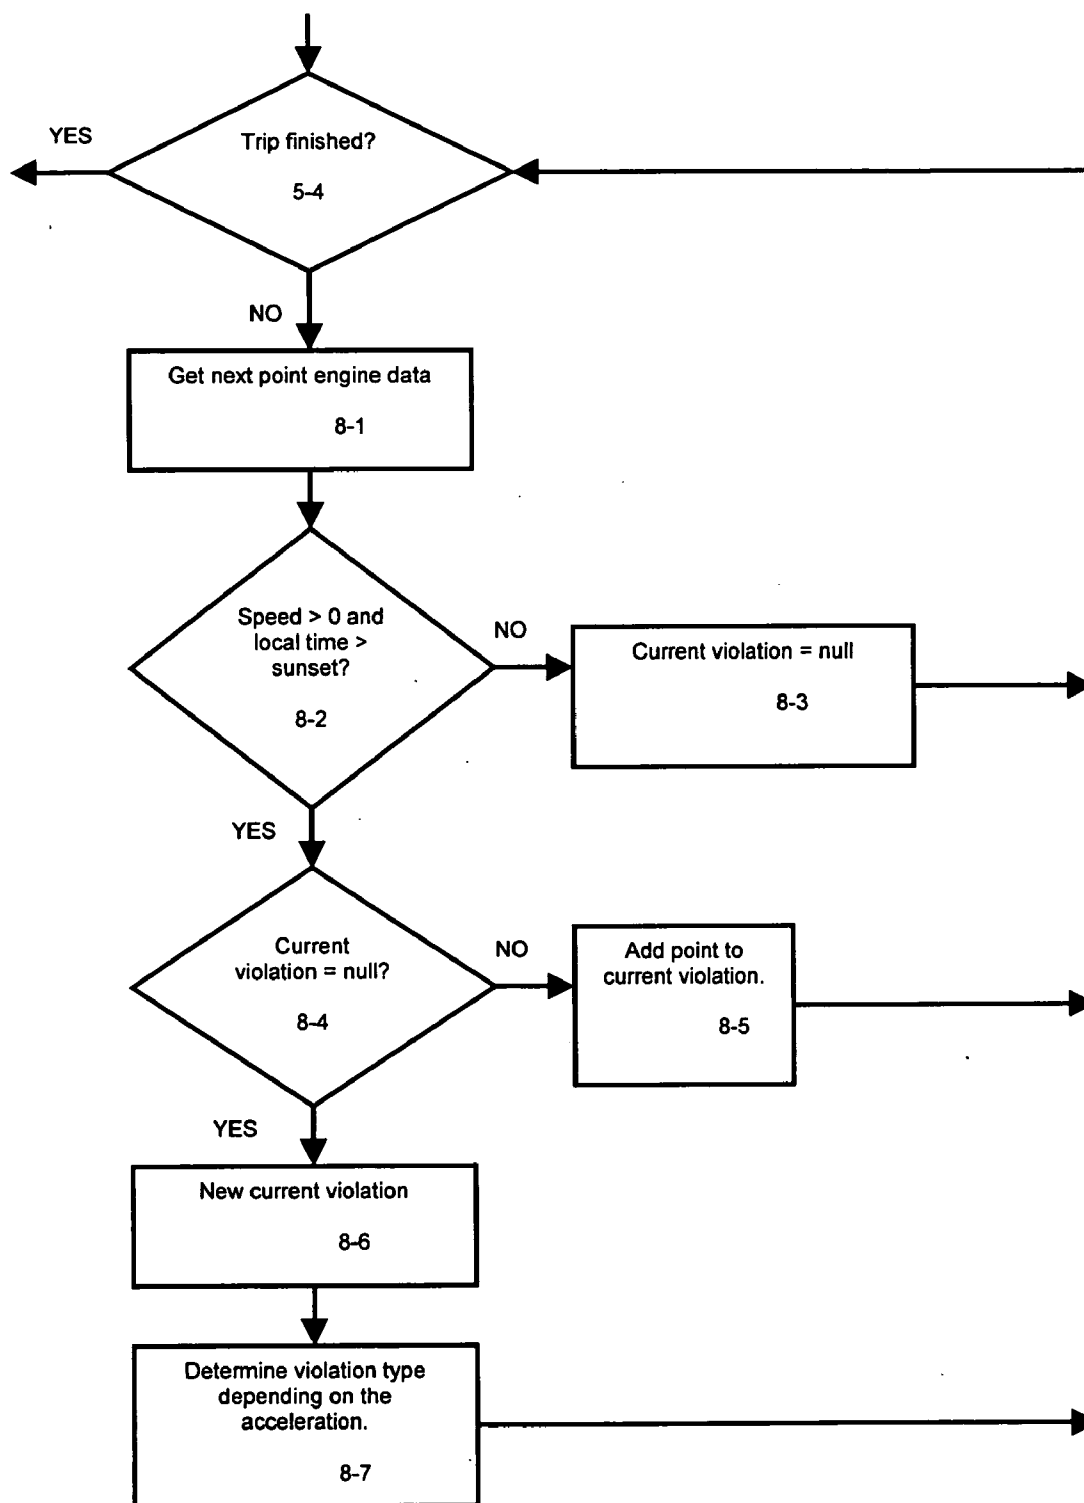 YES
Trip finished?
5-4
NO
Get next point engine data
8-1
Speed > 0 and
local time >
sunset?
8-2
NO
Current violation = null
8-3
YES
Current
violation = null?
8-4
NO
Add point to
current violation.
8-5
YES
New current violation
8-6
Determine violation type
depending on the
acceleration.
8-7